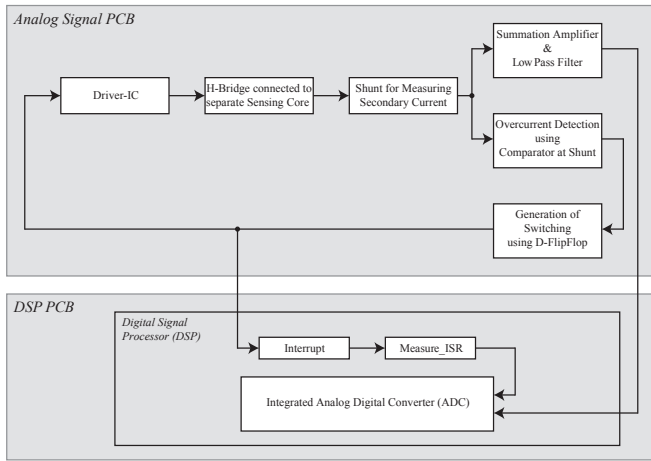 Analog Signal PCB
Driver-IC
H-Bridge connected to
separate Sensing Core
Shunt for Measuring
Secondary Current
Summation Amplifier
&
Low Pass Filter
Overcurrent Detection
using
Comparator at Shunt
Generation of
Switching
using D-FlipFlop
DSP PCB
Digital Signal
Processor (DSP)
Interrupt
Measure_ISR
Integrated Analog Digital Converter (ADC)